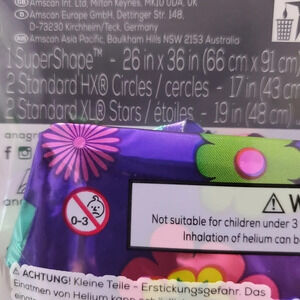 Amscan Int Ltd, Milton Keynes, MK10 0DA, UK
Amscan Europe GmbH, Dettinger Str. 148,
D-73230 Kirchheim/Teck, Germany
Amscan Asia Pacific, Baulkham Hills NSW 2153 Australia
1 SuperShape™ - 26 in x 36 in (66 cm x 91 cm)
2 Standard HX® Circles / cercles - 17 in (43 cm
2 Standard XL® Stars / étoiles - 19 in (48 cm)
anagr
0-3
W
Not suitable for children under 3
Inhalation of helium can b
ACHTUNG! Kleine Teile - Erstickungsgefahr. Das
Einatmen von Helium kann